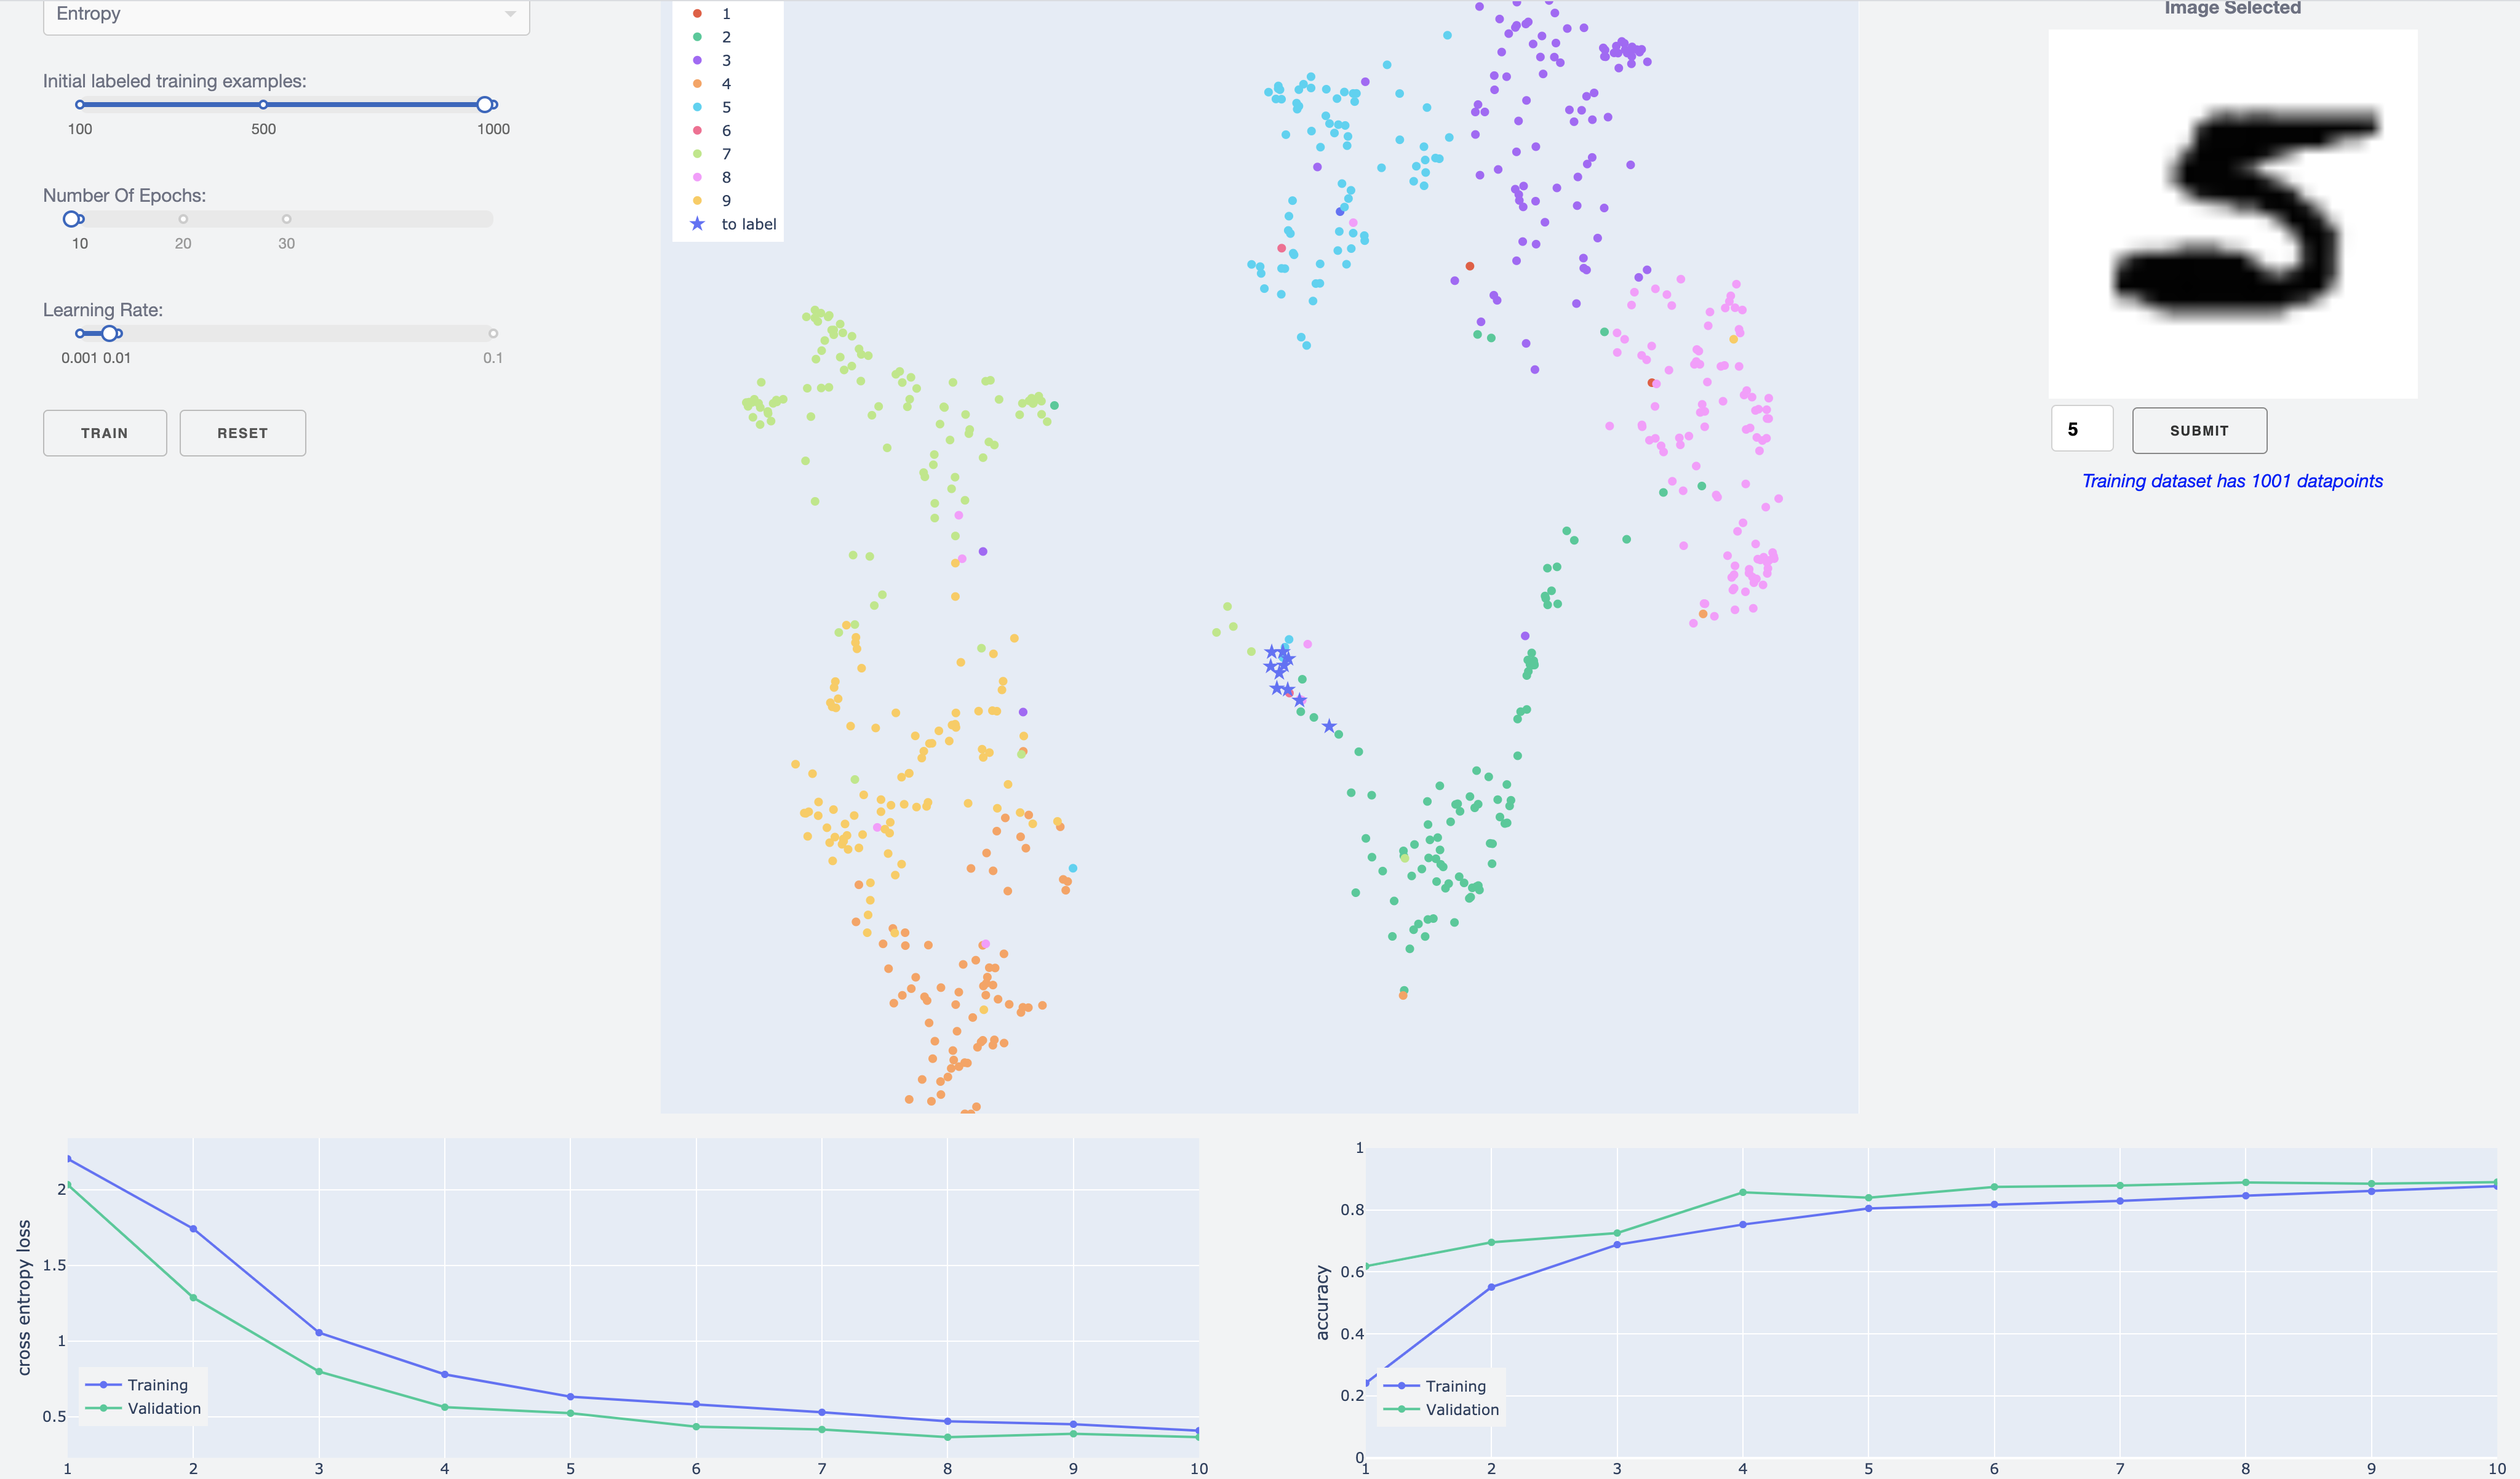 Entropy
Initial labeled training examples:
100 500 1000
Number Of Epochs:
10 20 30
Learning Rate:
0.001 0.01 0.1
TRAIN RESET
1
2
3
4
5
6
7
8
9
to label
Image Selected
5
5 SUBMIT
Training dataset has 1001 datapoints
cross entropy loss
2
1.5
1
0.5
Training
Validation
1 2 3 4 5 6 7 8 9 10
accuracy
1
0.8
0.6
0.4
0.2
0
Training
Validation
1 2 3 4 5 6 7 8 9 10